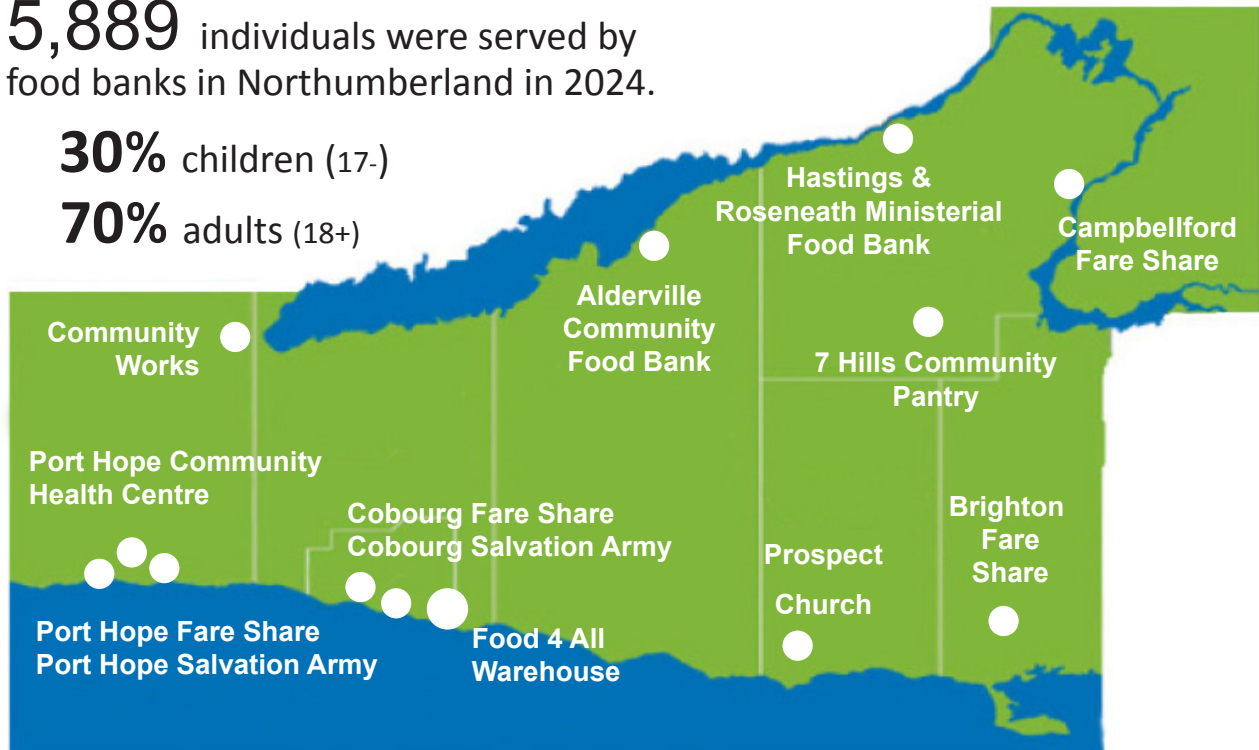 5,889 individuals were served by
food banks in Northumberland in 2024.
30% children (17-)
70% adults (18+)
Hastings &
Roseneath Ministerial
Food Bank
Campbellford
Fare Share
Alderville
Community
Food Bank
Community
Works
7 Hills Community
Pantry
Port Hope Community
Health Centre
Cobourg Fare Share
Cobourg Salvation Army
Brighton
Fare
Share
Prospect
Church
Port Hope Fare Share
Port Hope Salvation Army
Food 4 All
Warehouse